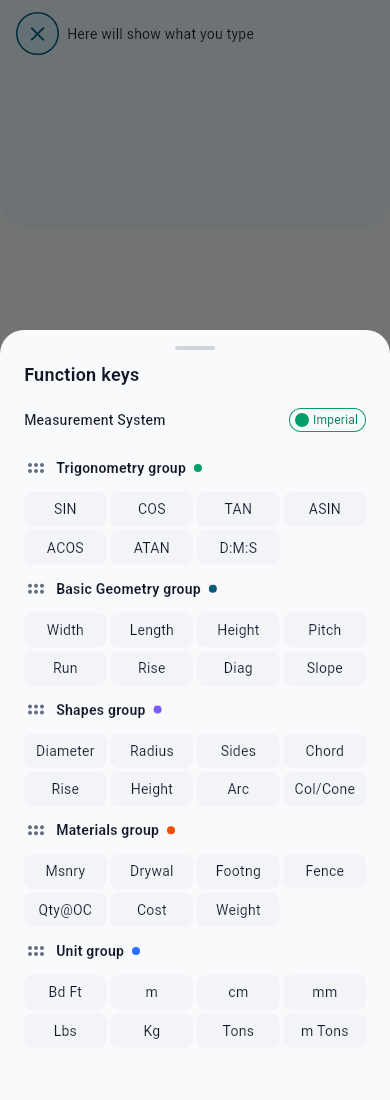 Here will show what you type
Function keys
Measurement System Imperial
Trigonometry group
SIN COS TAN ASIN
ACOS ATAN D:M:S
Basic Geometry group
Width Length Height Pitch
Run Rise Diag Slope
Shapes group
Diameter Radius Sides Chord
Rise Height Arc Col/Cone
Materials group
Msnry Drywal Footng Fence
Qty@OC Cost Weight
Unit group
Bd Ft m cm mm
Lbs Kg Tons m Tons